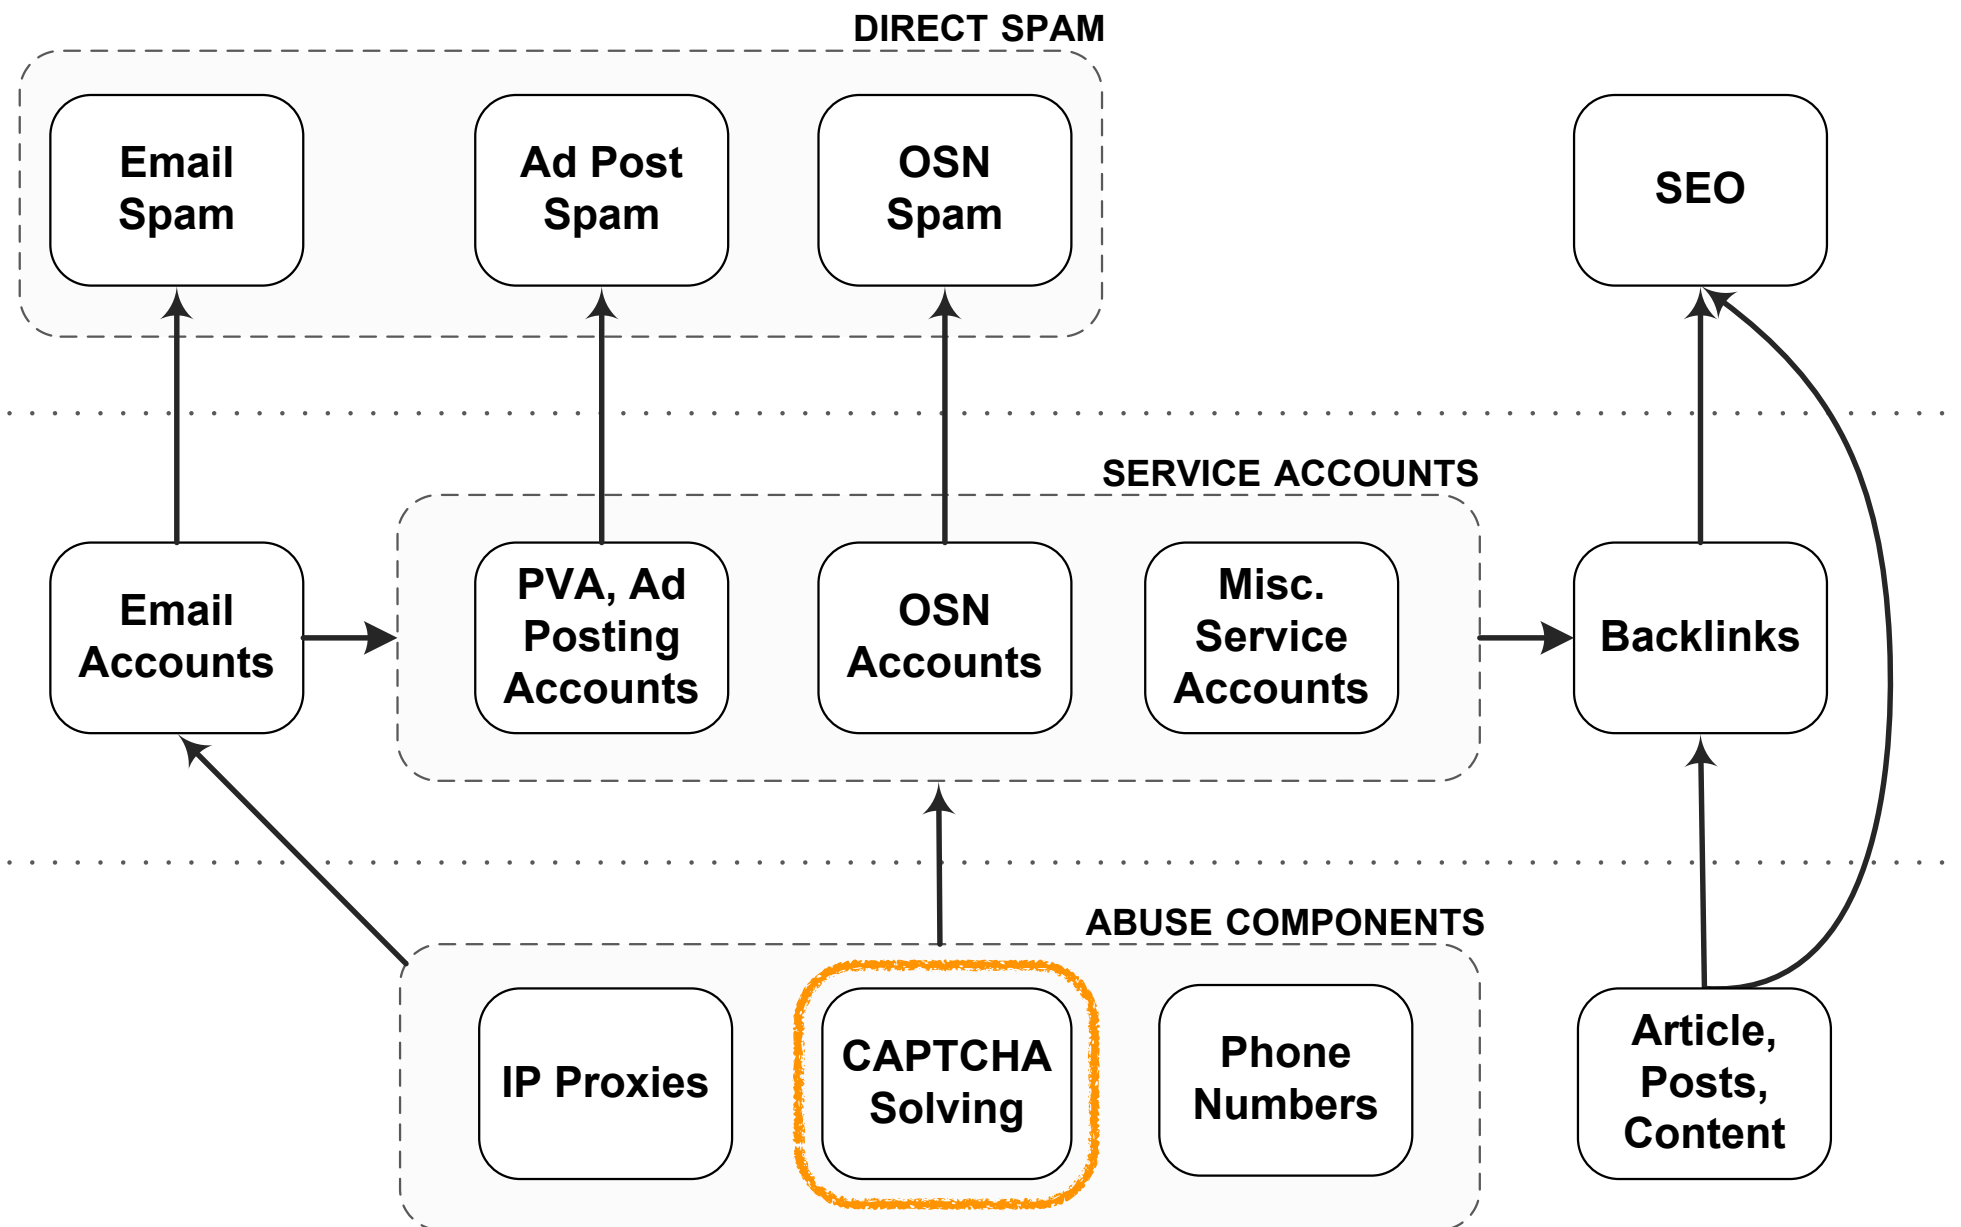 DIRECT SPAM
Email
Spam
Ad Post
Spam
OSN
Spam
SEO
SERVICE ACCOUNTS
Email
Accounts
PVA, Ad
Posting
Accounts
OSN
Accounts
Misc.
Service
Accounts
Backlinks
ABUSE COMPONENTS
IP Proxies
CAPTCHA
Solving
Phone
Numbers
Article,
Posts,
Content